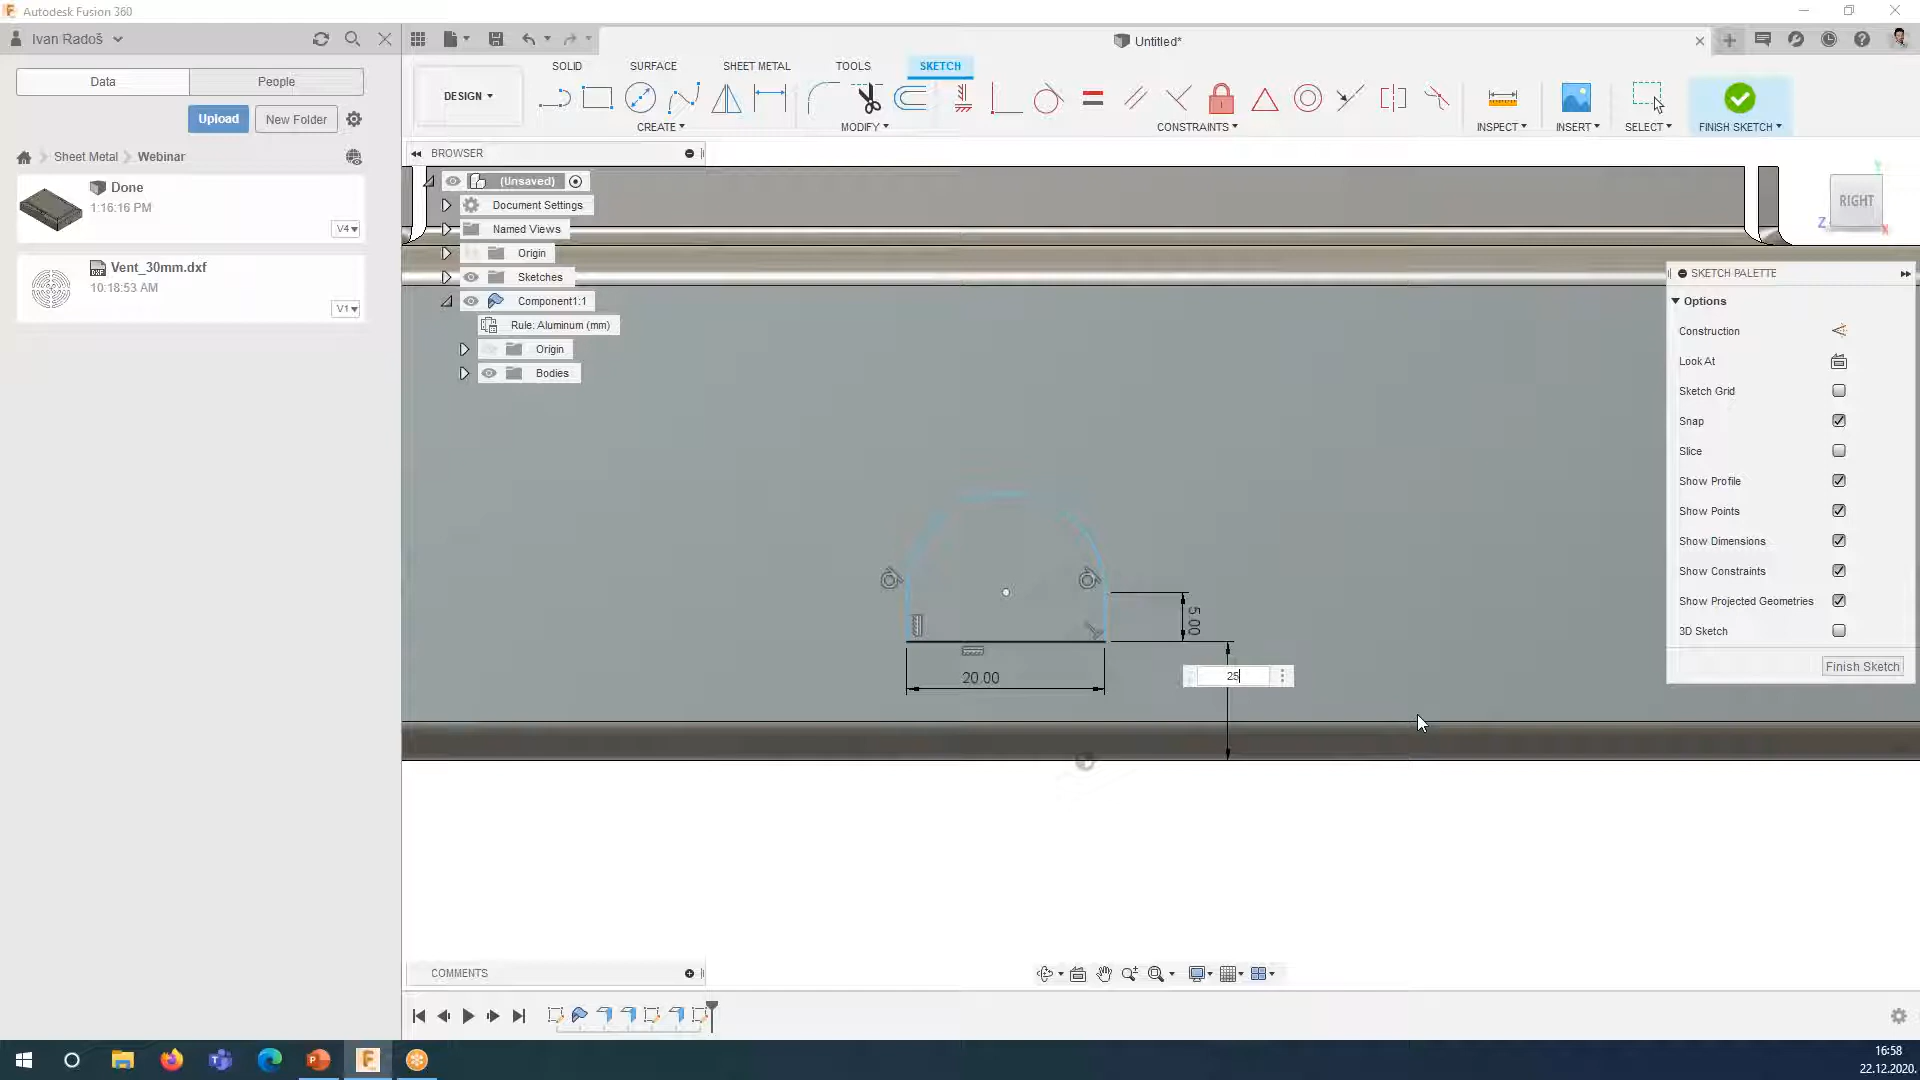 Autodesk Fusion 360
Ivan Radoš
Untitled*
Data
People
Upload
New Folder
Sheet Metal
Webinar
Done
1:16:16 PM
V4
Vent_30mm.dxf
10:18:53 AM
V1
SOLID
SURFACE
SHEET METAL
TOOLS
SKETCH
DESIGN
CREATE
MODIFY
CONSTRAINTS
INSPECT
INSERT
SELECT
FINISH SKETCH
BROWSER
(Unsaved)
Document Settings
Named Views
Origin
Sketches
Component1:1
Rule: Aluminum (mm)
Origin
Bodies
RIGHT
Y
Z
X
SKETCH PALETTE
Options
Construction
Look At
Sketch Grid
Snap
Slice
Show Profile
Show Points
Show Dimensions
Show Constraints
Show Projected Geometries
3D Sketch
Finish Sketch
5.00
20.00
25
COMMENTS
16:58
22.12.2020.